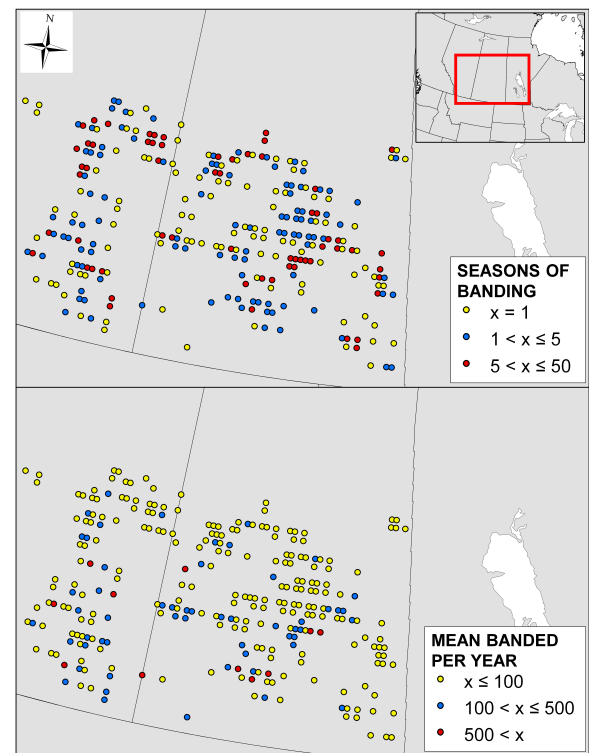 N
SEASONS OF
BANDING
x = 1
1 < x ≤ 5
5 < x ≤ 50
MEAN BANDED
PER YEAR
x ≤ 100
100 < x ≤ 500
500 < x